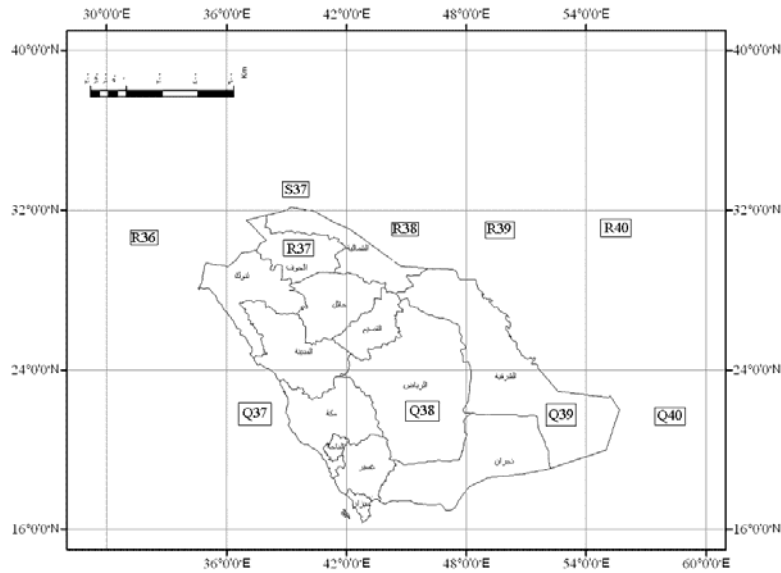 30°0'0"E 36°0'0"E 42°0'0"E 48°0'0"E 54°0'0"E
40°0'0"N 40°0'0"N
Km
S37
32°0'0"N 32°0'0"N
R36 R38 R39 R40
R37
الشمالية
الجوف
تبوك
حائل
القصيم
المدينة
24°0'0"N 24°0'0"N
الرياض
الشرقية
Q37 مكة Q38 Q39 Q40
الباحة
عسير
نجران
جيزان
16°0'0"N 16°0'0"N
30°0'0"E 36°0'0"E 42°0'0"E 48°0'0"E 54°0'0"E 60°0'0"E